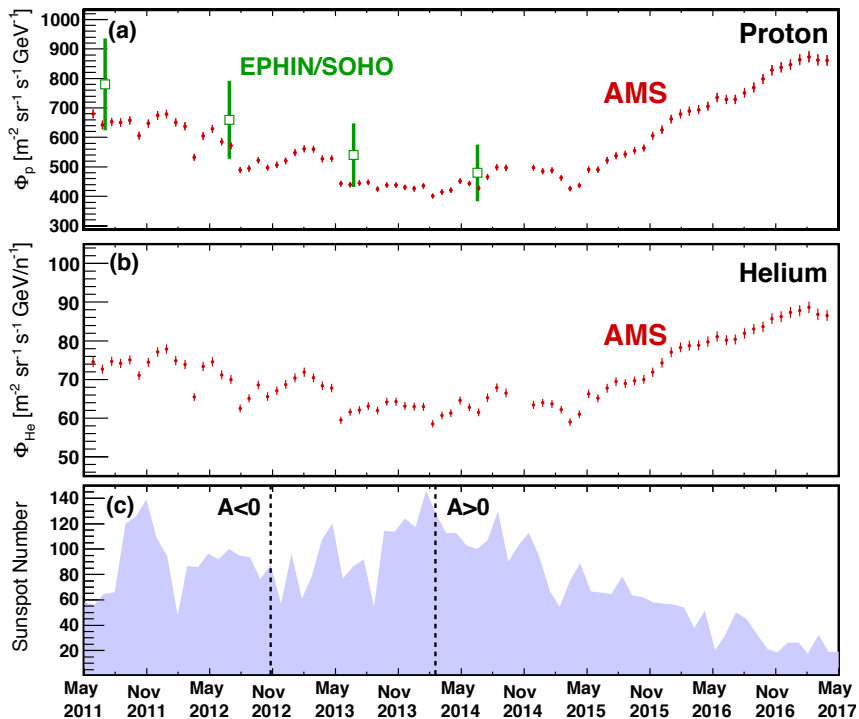 (a)
Proton
EPHIN/SOHO
AMS
Φp [m⁻² sr⁻¹ s⁻¹ GeV⁻¹]
1000
900
800
700
600
500
400
300
(b)
Helium
AMS
ΦHe [m⁻² sr⁻¹ s⁻¹ GeV/n⁻¹]
100
90
80
70
60
50
(c)
A<0
A>0
Sunspot Number
140
120
100
80
60
40
20
May Nov May Nov May Nov May Nov May Nov May Nov May
2011 2011 2012 2012 2013 2013 2014 2014 2015 2015 2016 2016 2017